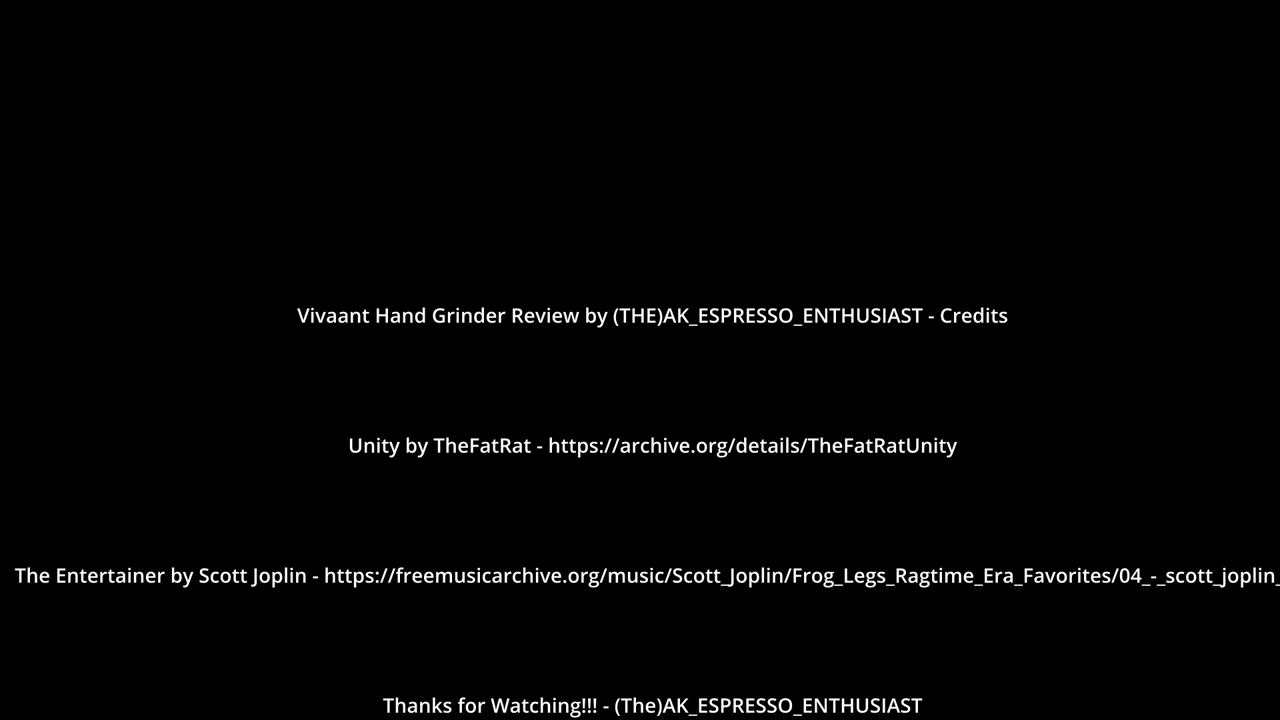 Vivaant Hand Grinder Review by (THE)AK_ESPRESSO_ENTHUSIAST - Credits
Unity by TheFatRat - https://archive.org/details/TheFatRatUnity
The Entertainer by Scott Joplin - https://freemusicarchive.org/music/Scott_Joplin/Frog_Legs_Ragtime_Era_Favorites/04_-_scott_joplin_
Thanks for Watching!!! - (The)AK_ESPRESSO_ENTHUSIAST